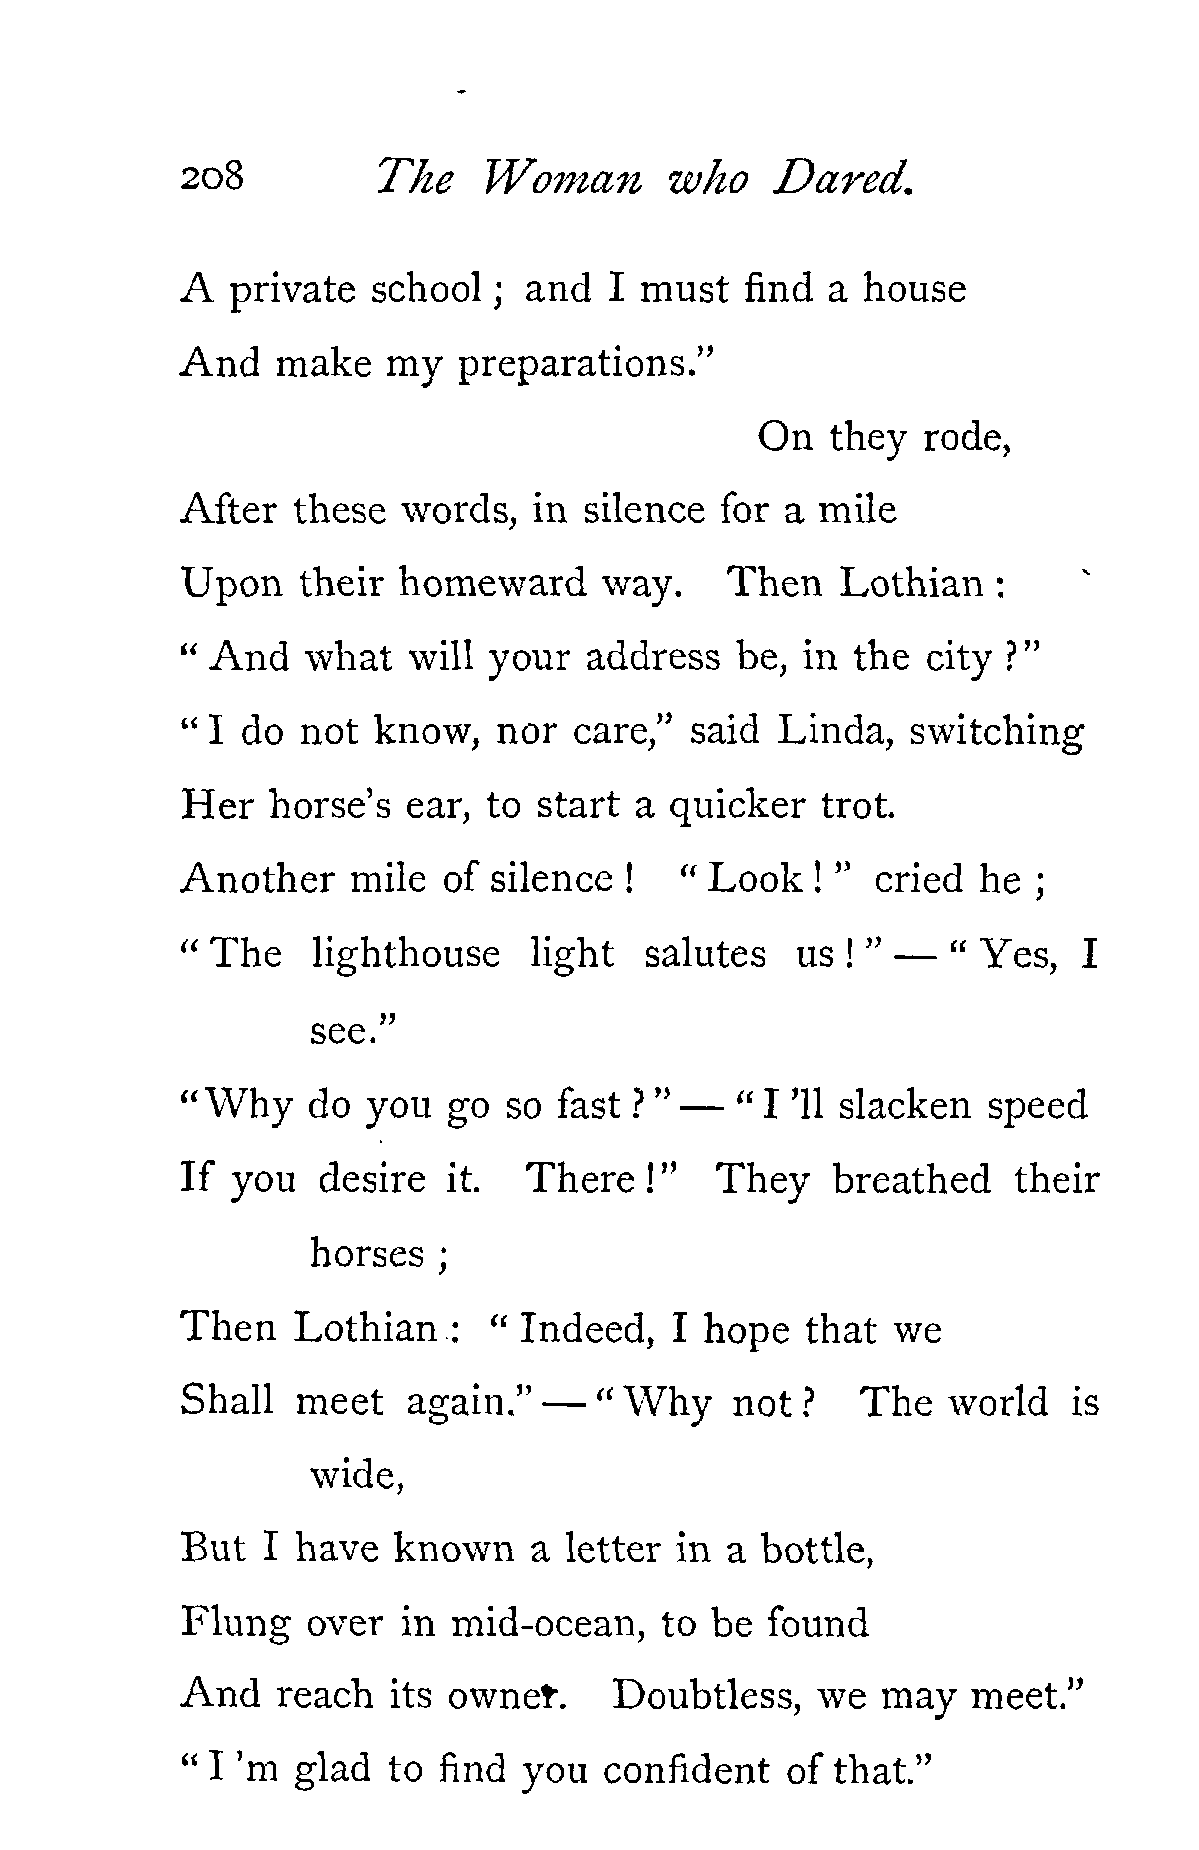 208 The Woman who Dared.
A private school ; and I must find a house
And make my preparations."
On they rode,
After these words, in silence for a mile
Upon their homeward way. Then Lothian :
" And what will your address be, in the city ?"
" I do not know, nor care," said Linda, switching
Her horse's ear, to start a quicker trot.
Another mile of silence ! " Look ! " cried he ;
" The lighthouse light salutes us ! " — " Yes, I
see."
"Why do you go so fast ? " — " I 'll slacken speed
If you desire it. There !" They breathed their
horses ;
Then Lothian : " Indeed, I hope that we
Shall meet again." — " Why not ? The world is
wide,
But I have known a letter in a bottle,
Flung over in mid-ocean, to be found
And reach its owner. Doubtless, we may meet."
" I 'm glad to find you confident of that."